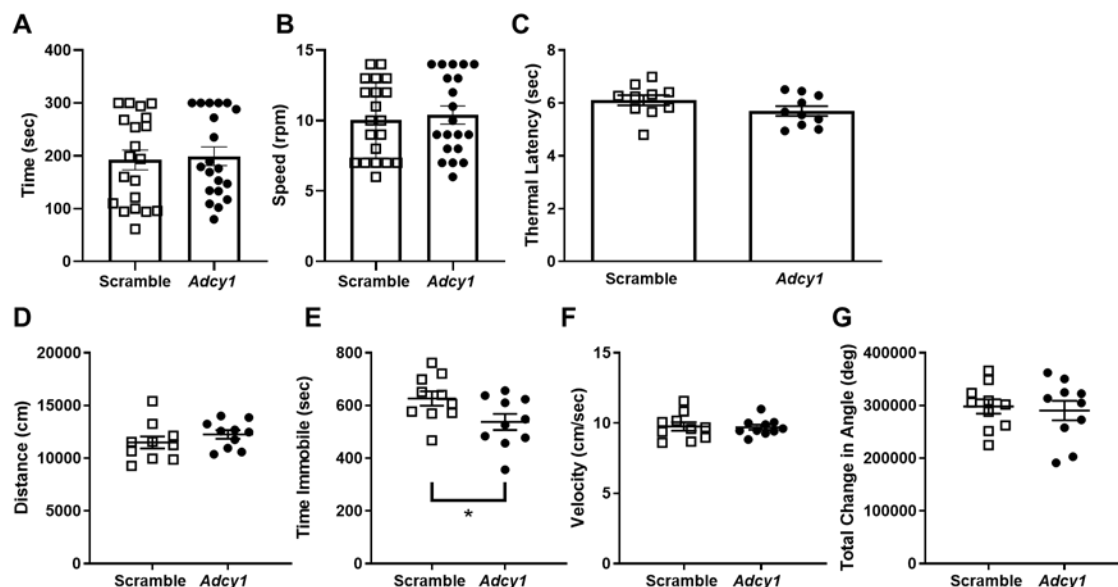 A
Time (sec)
400
300
200
100
0
Scramble Adcy1
B
Speed (rpm)
15
10
5
0
Scramble Adcy1
C
Thermal Latency (sec)
8
6
4
2
0
Scramble Adcy1
D
Distance (cm)
20000
15000
10000
5000
0
Scramble Adcy1
E
Time Immobile (sec)
800
600
400
200
0
*
Scramble Adcy1
F
Velocity (cm/sec)
15
10
5
0
Scramble Adcy1
G
Total Change in Angle (deg)
400000
300000
200000
100000
0
Scramble Adcy1